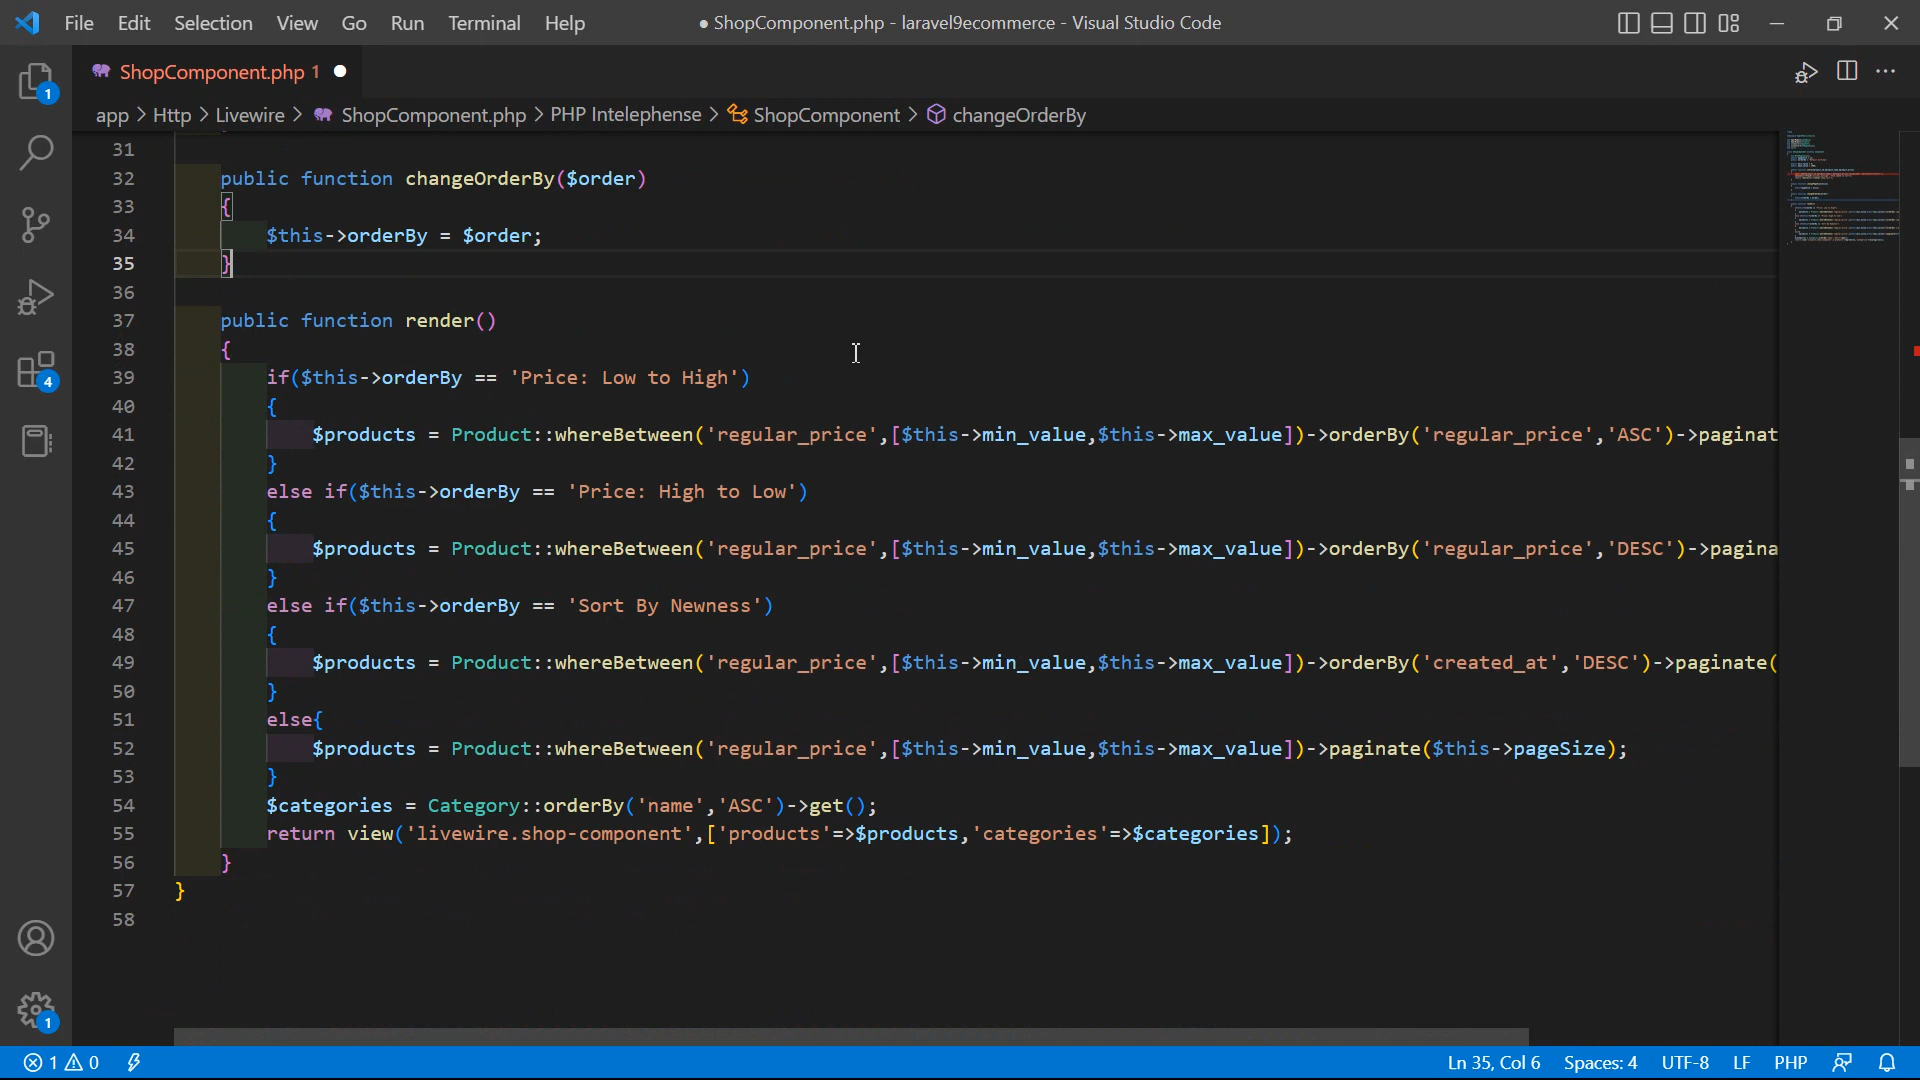 File Edit Selection View Go Run Terminal Help ● ShopComponent.php - laravel9ecommerce - Visual Studio Code
ShopComponent.php 1 ●
app > Http > Livewire > ShopComponent.php > PHP Intelephense > ShopComponent > changeOrderBy
1
4
1
31
32 public function changeOrderBy($order)
33 {
34 $this->orderBy = $order;
35 }
36
37 public function render()
38 {
39 if($this->orderBy == 'Price: Low to High')
40 {
41 $products = Product::whereBetween('regular_price',[$this->min_value,$this->max_value])->orderBy('regular_price','ASC')->paginat
42 }
43 else if($this->orderBy == 'Price: High to Low')
44 {
45 $products = Product::whereBetween('regular_price',[$this->min_value,$this->max_value])->orderBy('regular_price','DESC')->pagina
46 }
47 else if($this->orderBy == 'Sort By Newness')
48 {
49 $products = Product::whereBetween('regular_price',[$this->min_value,$this->max_value])->orderBy('created_at','DESC')->paginate(
50 }
51 else{
52 $products = Product::whereBetween('regular_price',[$this->min_value,$this->max_value])->paginate($this->pageSize);
53 }
54 $categories = Category::orderBy('name','ASC')->get();
55 return view('livewire.shop-component',['products'=>$products,'categories'=>$categories]);
56 }
57 }
58
1 0 Ln 35, Col 6 Spaces: 4 UTF-8 LF PHP